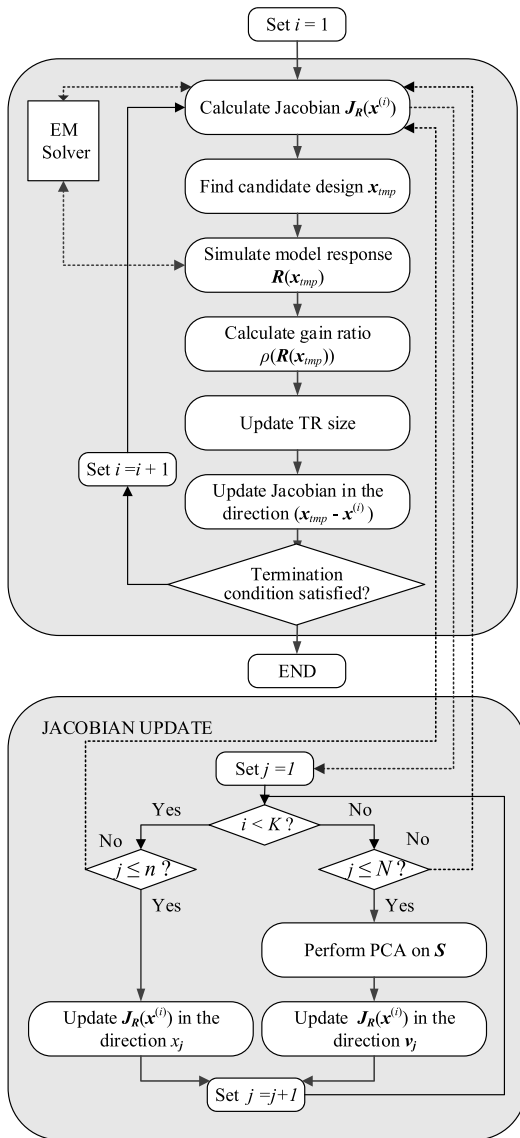 Set i = 1
Calculate Jacobian J_R(x^(i))
EM
Solver
Find candidate design x_tmp
Simulate model response
R(x_tmp)
Calculate gain ratio
ρ(R(x_tmp))
Update TR size
Set i =i + 1
Update Jacobian in the
direction (x_tmp - x^(i) )
Termination
condition satisfied?
END
JACOBIAN UPDATE
Set j =1
Yes
i < K ?
No
No
j ≤ n ?
j ≤ N ?
No
Yes
Yes
Perform PCA on S
Update J_R(x^(i)) in the
direction x_j
Update J_R(x^(i)) in the
direction v_j
Set j =j+1